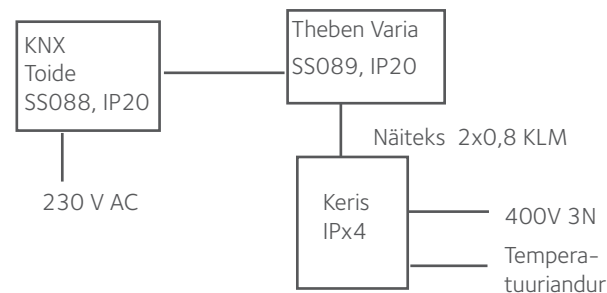 KNX
Toide
SS088, IP20
Theben Varia
SS089, IP20
Näiteks 2x0,8 KLM
230 V AC
Keris
IPx4
400V 3N
Tempera-
tuuriandur